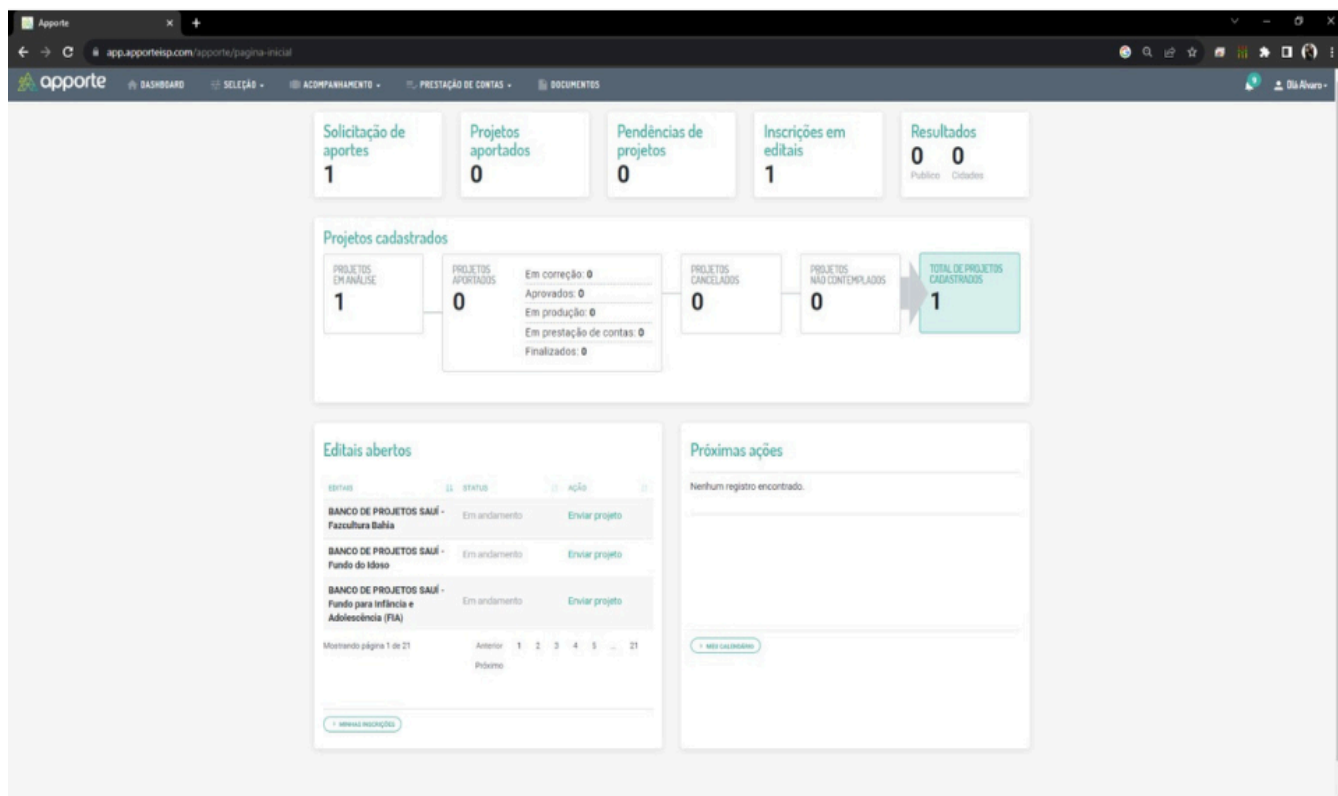 Apporte
app.apporteisp.com/apporte/pagina-inicial
apporte DASHBOARD SELEÇÃO ACOMPANHAMENTO PRESTAÇÃO DE CONTAS DOCUMENTOS Olá Alvaro
Solicitação de
aportes
1
Projetos
aportados
0
Pendências de
projetos
0
Inscrições em
editais
1
Resultados
0 0
Publico Cidades
Projetos cadastrados
PROJETOS
EM ANÁLISE
1
PROJETOS
APORTADOS
0
Em correção: 0
Aprovados: 0
Em produção: 0
Em prestação de contas: 0
Finalizados: 0
PROJETOS
CANCELADOS
0
PROJETOS
NÃO CONTEMPLADOS
0
TOTAL DE PROJETOS
CADASTRADOS
1
Editais abertos
EDITAIS STATUS AÇÃO
BANCO DE PROJETOS SAUÍ -
Fazcultura Bahia
Em andamento Enviar projeto
BANCO DE PROJETOS SAUÍ -
Fundo do Idoso
Em andamento Enviar projeto
BANCO DE PROJETOS SAUÍ -
Fundo para Infância e
Adolescência (FIA)
Em andamento Enviar projeto
Mostrando página 1 de 21
Anterior 1 2 3 4 5 ... 21
Próximo
MINHAS INSCRIÇÕES
Próximas ações
Nenhum registro encontrado.
MEU CALENDÁRIO